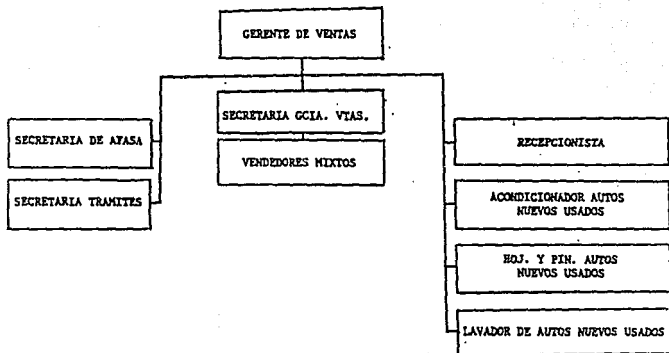 GERENTE DE VENTAS
SECRETARIA GCIA. VTAS.
VENDEDORES MIXTOS
SECRETARIA DE AYASA
SECRETARIA TRAMITES
RECEPCIONISTA
ACONDICIONADOR AUTOS
NUEVOS USADOS
HOJ. Y PIN. AUTOS
NUEVOS USADOS
LAVADOR DE AUTOS NUEVOS USADOS